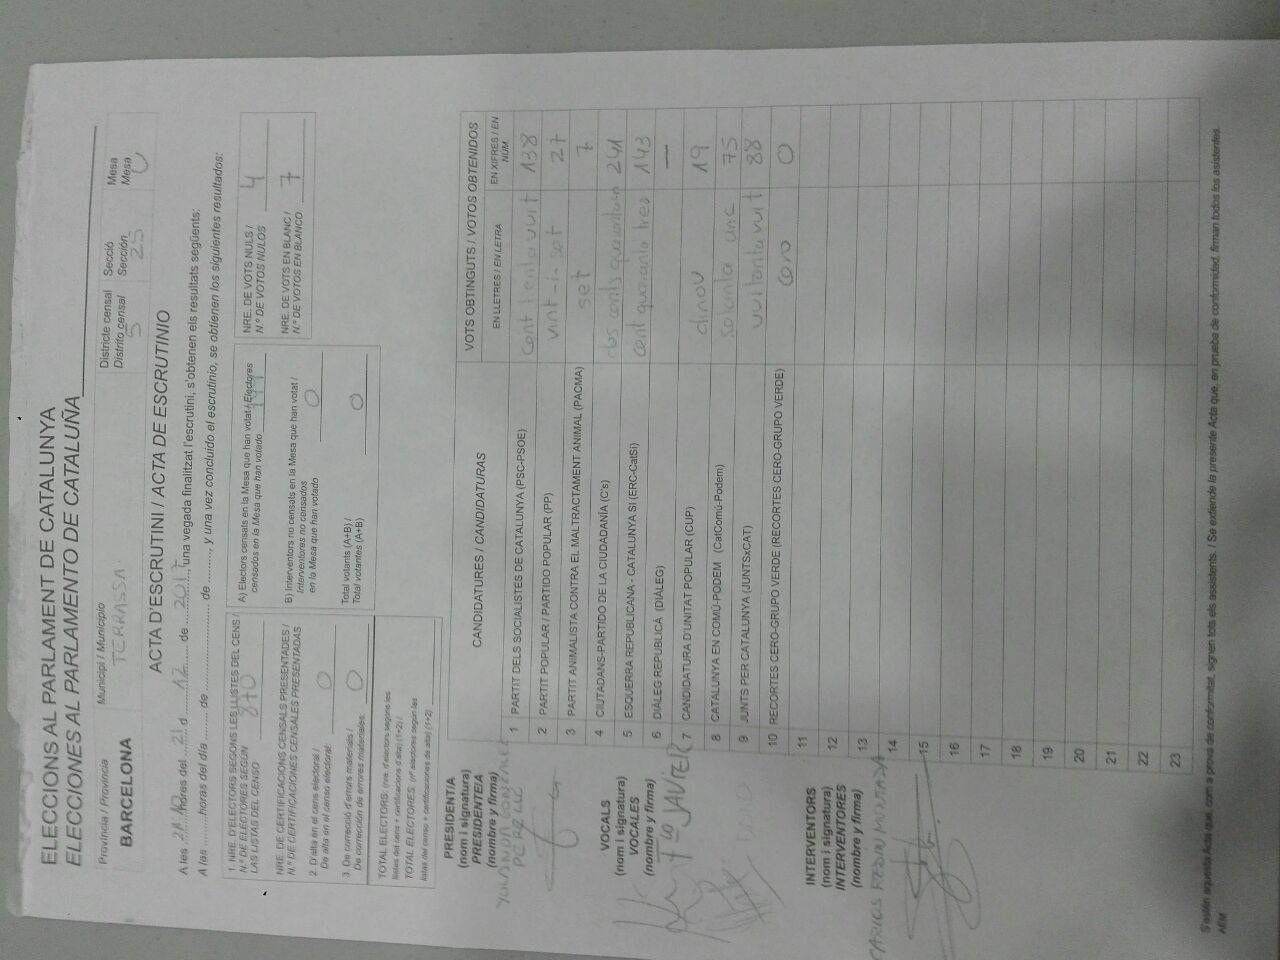 ELECCIONS AL PARLAMENT DE CATALUNYA
ELECCIONES AL PARLAMENTO DE CATALUÑA
Província / Provincia
BARCELONA
Municipi / Municipio
TERRASSA
Districte censal
Distrito censal
5
Secció
Sección
25
Mesa
Mesa
U
ACTA D'ESCRUTINI / ACTA DE ESCRUTINIO
A les hores del 21 d 12 de 2017, una vegada finalitzat l'escrutini, s'obtenen els resultats següents:
A las horas del día de de, y una vez concluido el escrutinio, se obtienen los siguientes resultados:
1. NRE. D'ELECTORS SEGONS LES LLISTES DEL CENS /
N.º DE ELECTORES SEGÚN
LAS LISTAS DEL CENSO 870
NRE. DE CERTIFICACIONS CENSALS PRESENTADES /
N.º DE CERTIFICACIONES CENSALES PRESENTADAS
2. D'alta en el cens electoral /
De alta en el censo electoral: 0
3. De correcció d'errors materials /
De corrección de errores materiales: 0
TOTAL ELECTORS: (nre. d'electors segons les
llistes del cens + certificacions d'alta) (1+2) /
TOTAL ELECTORES: (nº electores según las
listas del censo + certificaciones de alta) (1+2)
A) Electors censats en la Mesa que han votat / Electores
censados en la Mesa que han votado
B) Interventors no censats en la Mesa que han votat /
Interventores no censados
en la Mesa que han votado 0
Total votants (A+B) /
Total votantes (A+B) 0
NRE. DE VOTS NULS /
N.º DE VOTOS NULOS 4
NRE. DE VOTS EN BLANC /
N.º DE VOTOS EN BLANCO 7
CANDIDATURES / CANDIDATURAS
VOTS OBTINGUTS / VOTOS OBTENIDOS
EN LLETRES / EN LETRA
EN XIFRES / EN NÚM.
1 PARTIT DELS SOCIALISTES DE CATALUNYA (PSC-PSOE) Cent trenta vuit 138
2 PARTIT POPULAR / PARTIDO POPULAR (PP) vint-i-set 27
3 PARTIT ANIMALISTA CONTRA EL MALTRACTAMENT ANIMAL (PACMA) set 7
4 CIUTADANS-PARTIDO DE LA CIUDADANÍA (C's) dos cents quaranta un 241
5 ESQUERRA REPUBLICANA - CATALUNYA SÍ (ERC-CatSí) cent quaranta tres 143
6 DIÀLEG REPUBLICÀ (DIÀLEG) —
7 CANDIDATURA D'UNITAT POPULAR (CUP) dinou 19
8 CATALUNYA EN COMÚ-PODEM (CatComú-Podem) setanta cinc 75
9 JUNTS PER CATALUNYA (JUNTSxCAT) vuitanta vuit 88
10 RECORTES CERO-GRUPO VERDE (RECORTES CERO-GRUPO VERDE) cero 0
11
12
13
14
15
16
17
18
19
20
21
22
23
PRESIDENT/A
(nom i signatura)
PRESIDENTE/A
(nombre y firma)
VOCALS
(nom i signatura)
VOCALES
(nombre y firma)
JAVIER
INTERVENTORS
(nom i signatura)
INTERVENTORES
(nombre y firma)
S'estén aquesta Acta que, com a prova de conformitat, signen tots els assistents. / Se extiende la presente Acta que, en prueba de conformidad, firman todos los asistentes.
AEM